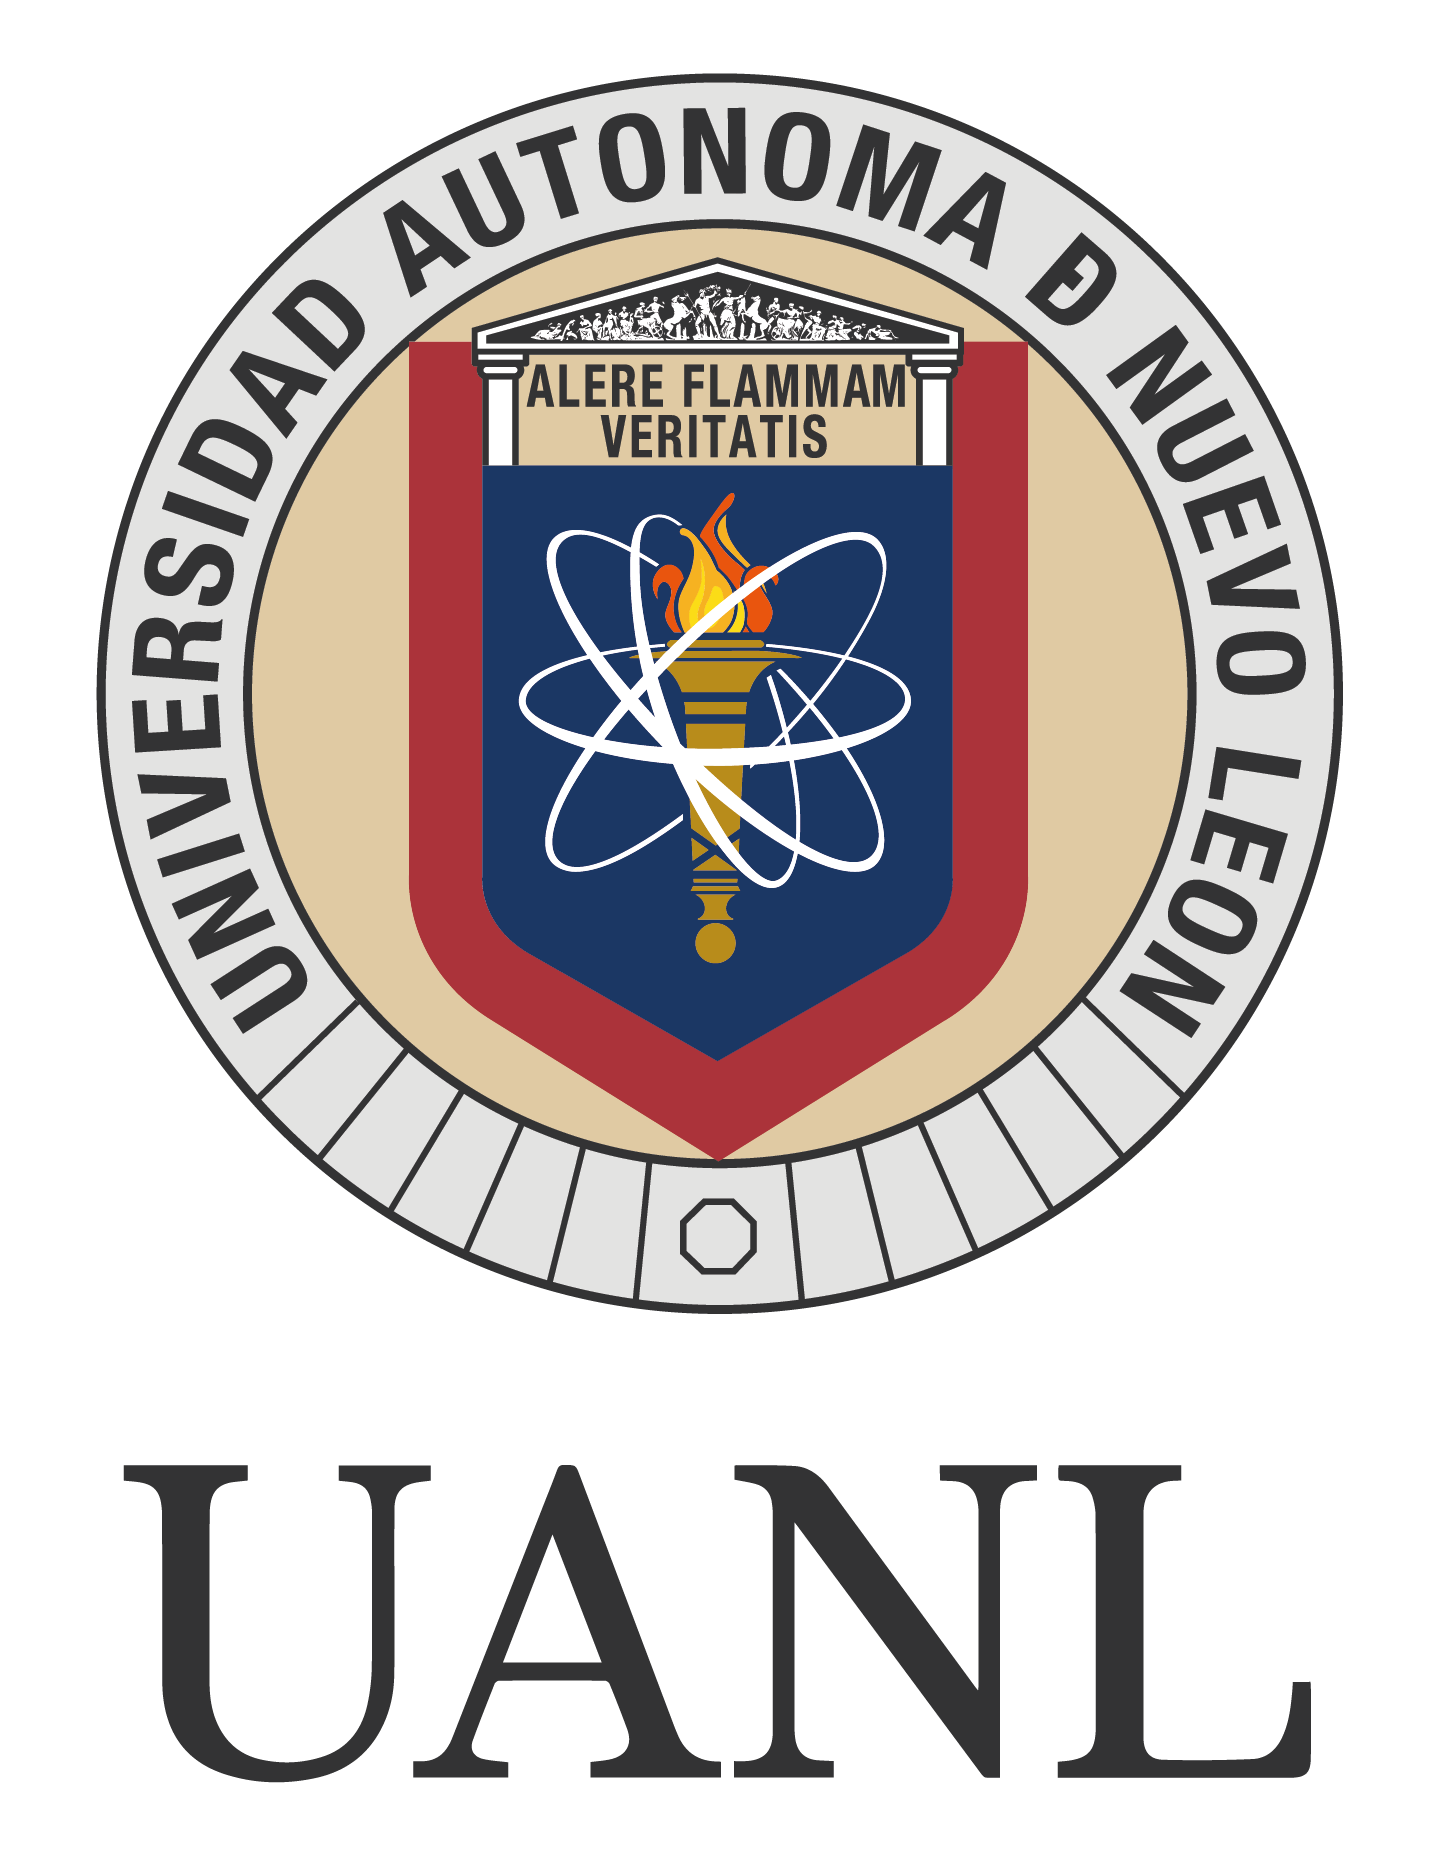 UNIVERSIDAD AUTONOMA Đ NUEVO LEON
ALERE FLAMMAM
VERITATIS
UANL